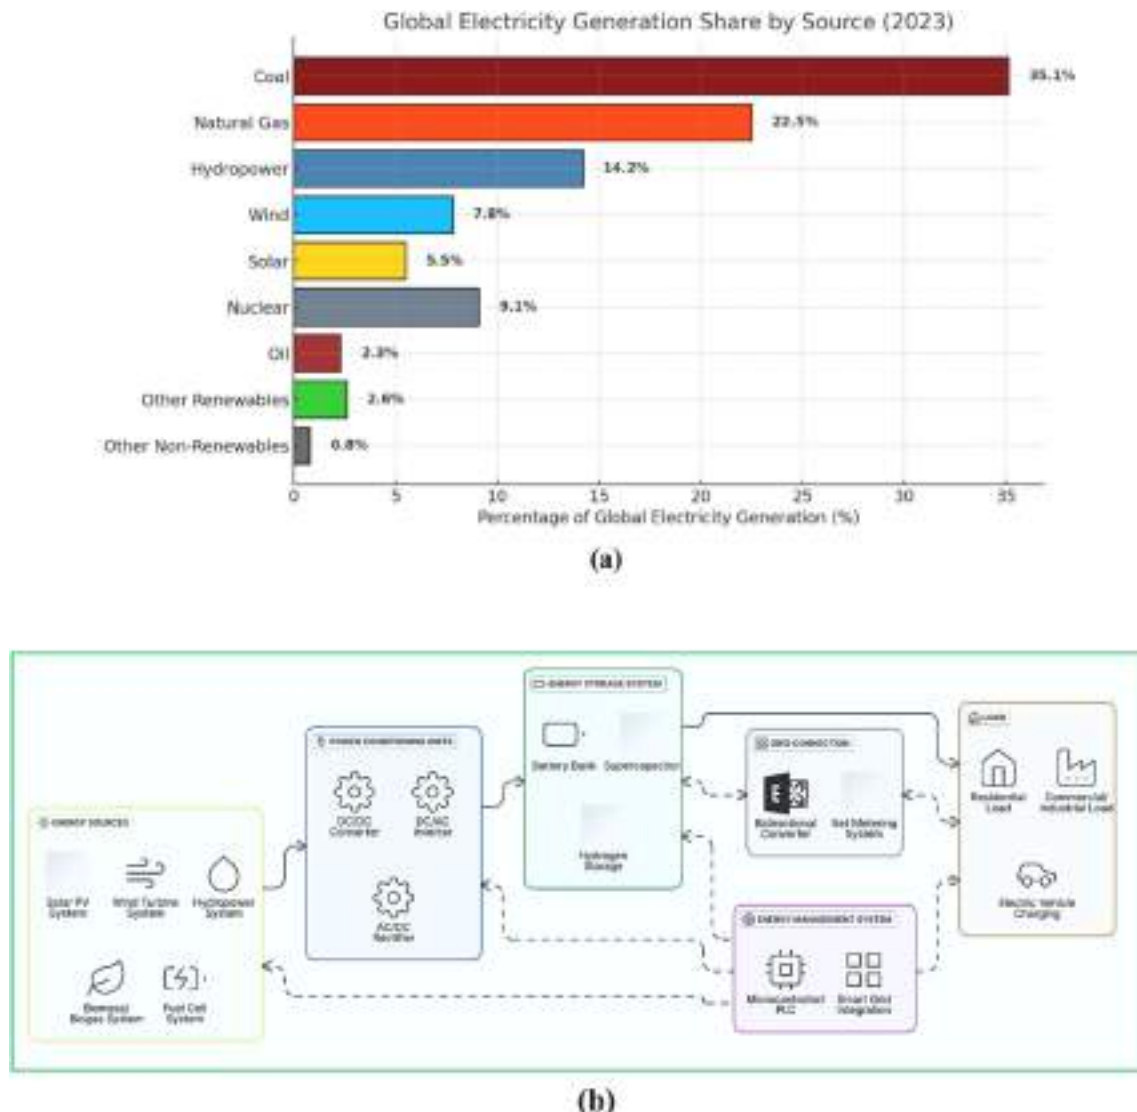 Global Electricity Generation Share by Source (2023)
Coal
35.1%
Natural Gas
22.5%
Hydropower
14.2%
Wind
7.8%
Solar
5.5%
Nuclear
9.1%
Oil
2.3%
Other Renewables
2.6%
Other Non-Renewables
0.8%
0 5 10 15 20 25 30 35
Percentage of Global Electricity Generation (%)
(a)
ENERGY STORAGE SYSTEM
Battery Bank Supercapacitor
Hydrogen
Storage
POWER CONDITIONING UNITS
DC/DC
Converter
DC/AC
Inverter
AC/DC
Rectifier
GRID CONNECTION
Bidirectional
Converter
Net Metering
System
LOADS
Residential
Load
Commercial/
Industrial Load
Electric Vehicle
Charging
ENERGY SOURCES
Solar PV
System
Wind Turbine
System
Hydropower
System
Biomass/
Biogas System
Fuel Cell
System
ENERGY MANAGEMENT SYSTEM
PLC
Smart Grid
Integration
(b)